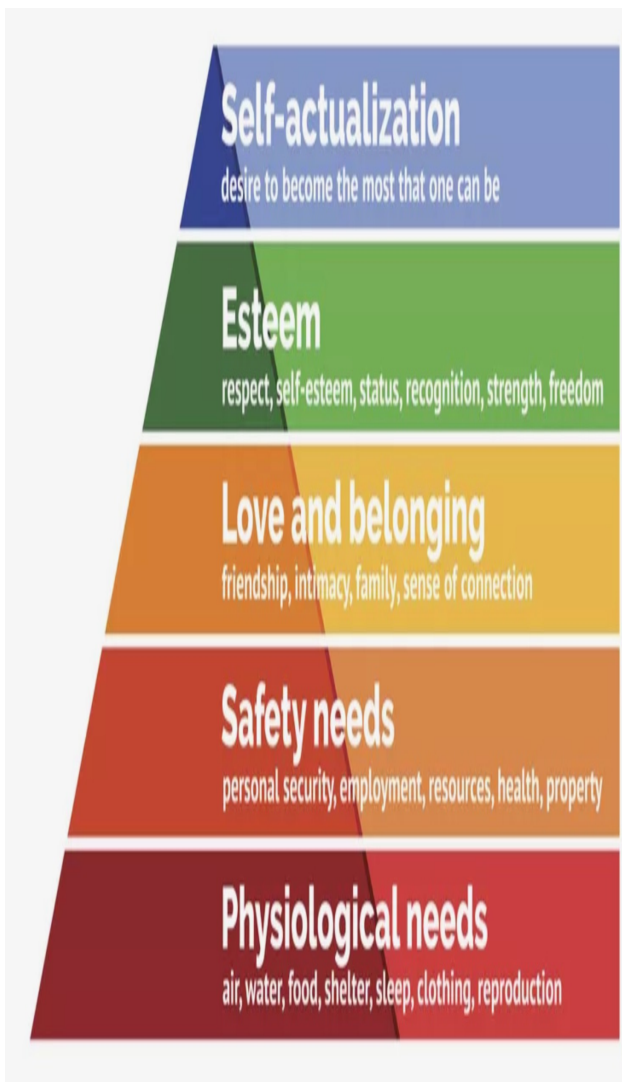 Self-actualization
desire to become the most that one can be
Esteem
respect, self-esteem, status, recognition, strength, freedom
Love and belonging
friendship, intimacy, family, sense of connection
Safety needs
personal security, employment, resources, health, property
Physiological needs
air, water, food, shelter, sleep, clothing, reproduction